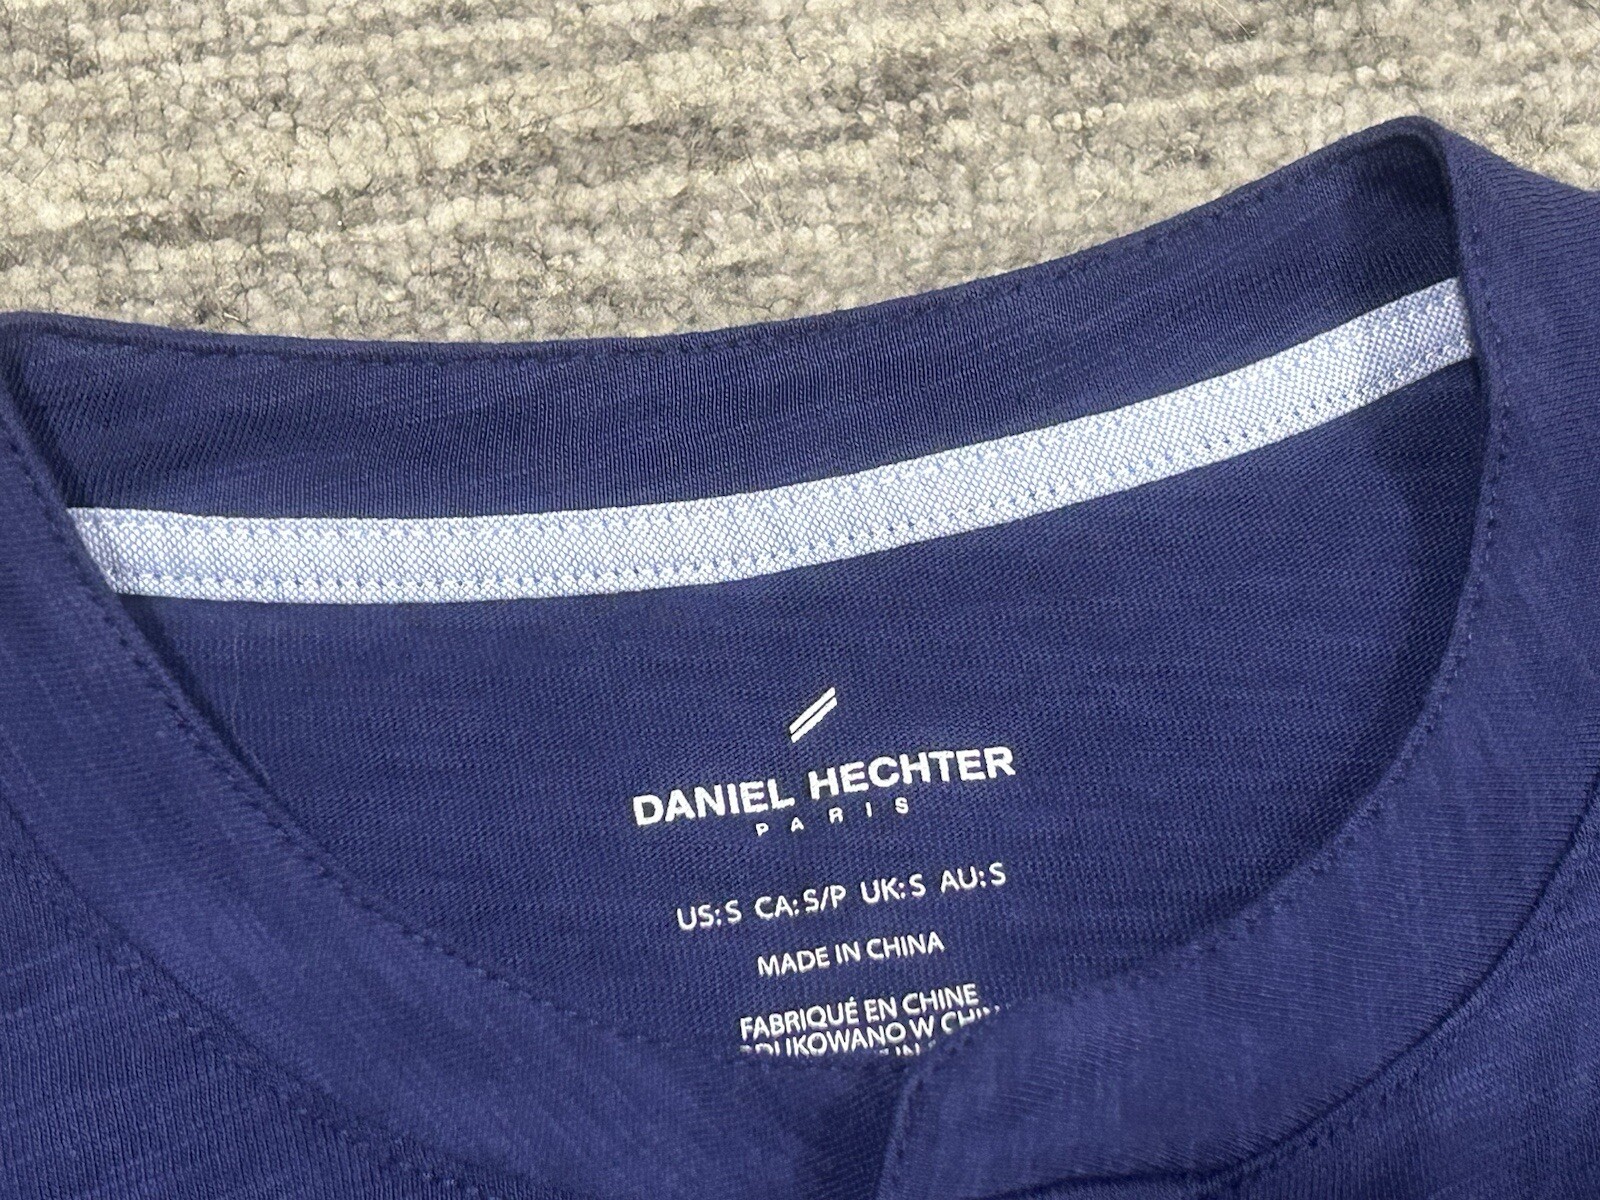 DANIEL HECHTER
PARIS
US: S CA: S/P UK: S AU: S
MADE IN CHINA
FABRIQUÉ EN CHINE
W